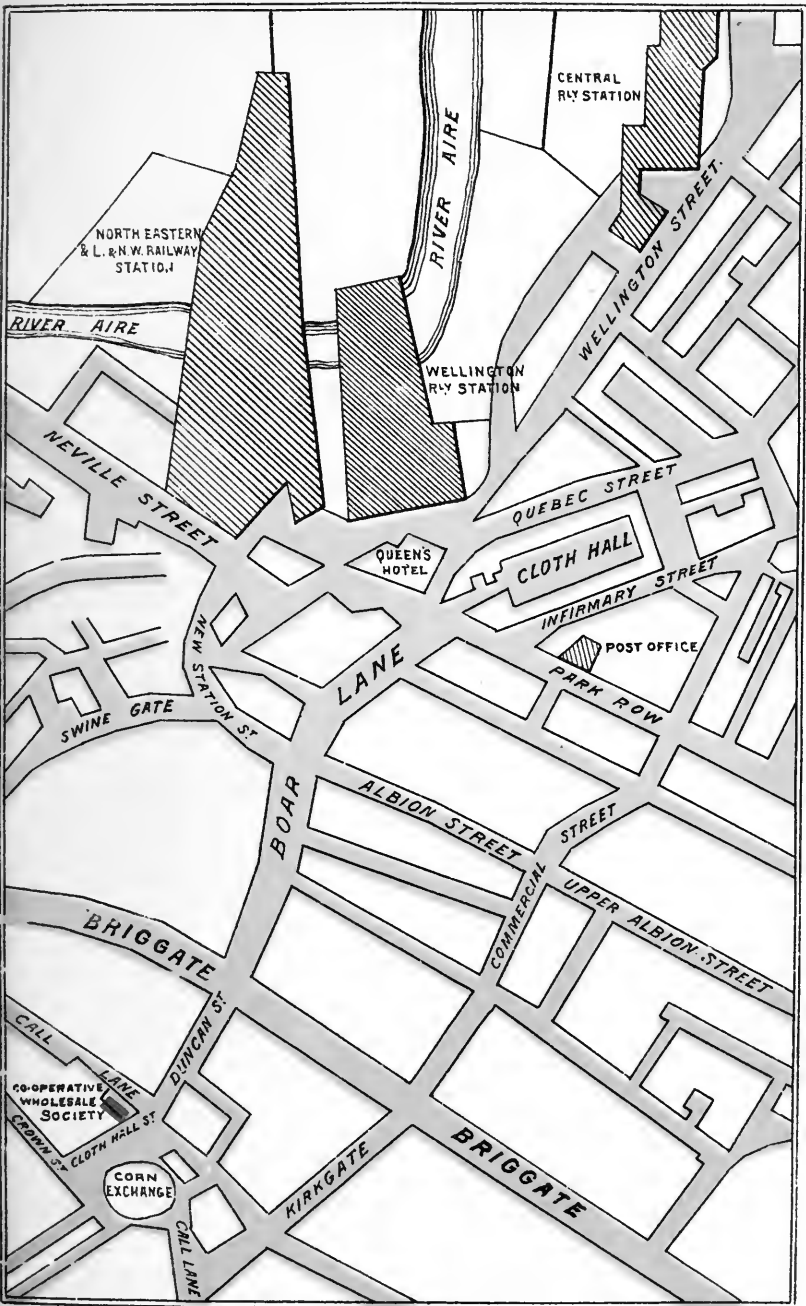 CENTRAL
RLY STATION
RIVER AIRE
WELLINGTON STREET.
NORTH EASTERN
& L. & N.W. RAILWAY
STATION
RIVER AIRE
WELLINGTON
RLY STATION
NEVILLE STREET
QUEBEC STREET
QUEEN'S
HOTEL
CLOTH HALL
INFIRMARY STREET
POST OFFICE
NEW STATION ST
LANE
PARK ROW
SWINE GATE
BOAR
ALBION STREET
COMMERCIAL STREET
UPPER ALBION STREET
BRIGGATE
DUNCAN ST
CALL LANE
CO-OPERATIVE
WHOLESALE
SOCIETY
CROWN ST
CLOTH HALL ST
CORN
EXCHANGE
KIRKGATE
BRIGGATE
CALL LANE